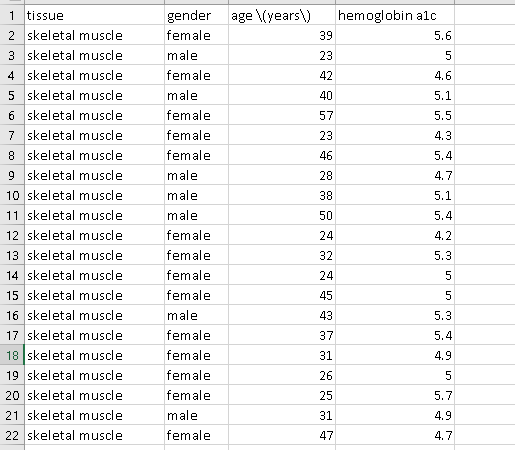 1 tissue gender age \(years\) hemoglobin a1c
2 skeletal muscle female 39 5.6
3 skeletal muscle male 23 5
4 skeletal muscle female 42 4.6
5 skeletal muscle male 40 5.1
6 skeletal muscle female 57 5.5
7 skeletal muscle female 23 4.3
8 skeletal muscle female 46 5.4
9 skeletal muscle male 28 4.7
10 skeletal muscle male 38 5.1
11 skeletal muscle male 50 5.4
12 skeletal muscle female 24 4.2
13 skeletal muscle female 32 5.3
14 skeletal muscle female 24 5
15 skeletal muscle female 45 5
16 skeletal muscle male 43 5.3
17 skeletal muscle female 37 5.4
18 skeletal muscle female 31 4.9
19 skeletal muscle female 26 5
20 skeletal muscle female 25 5.7
21 skeletal muscle male 31 4.9
22 skeletal muscle female 47 4.7